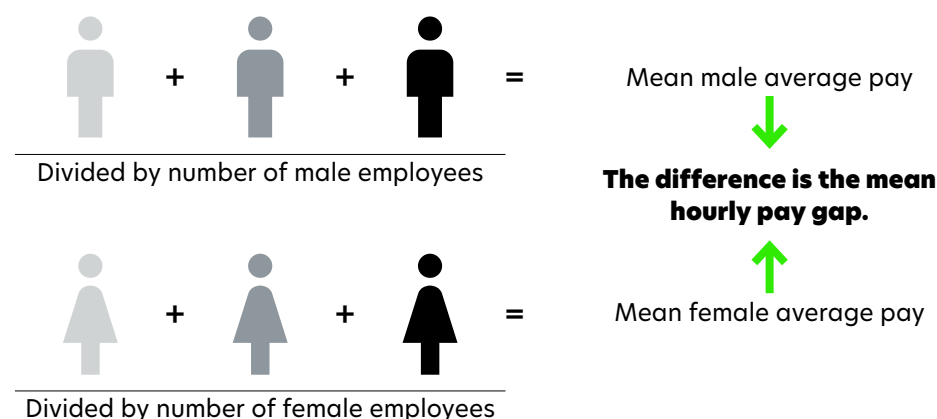 + + = Mean male average pay
Divided by number of male employees
The difference is the mean
hourly pay gap.
+ + = Mean female average pay
Divided by number of female employees